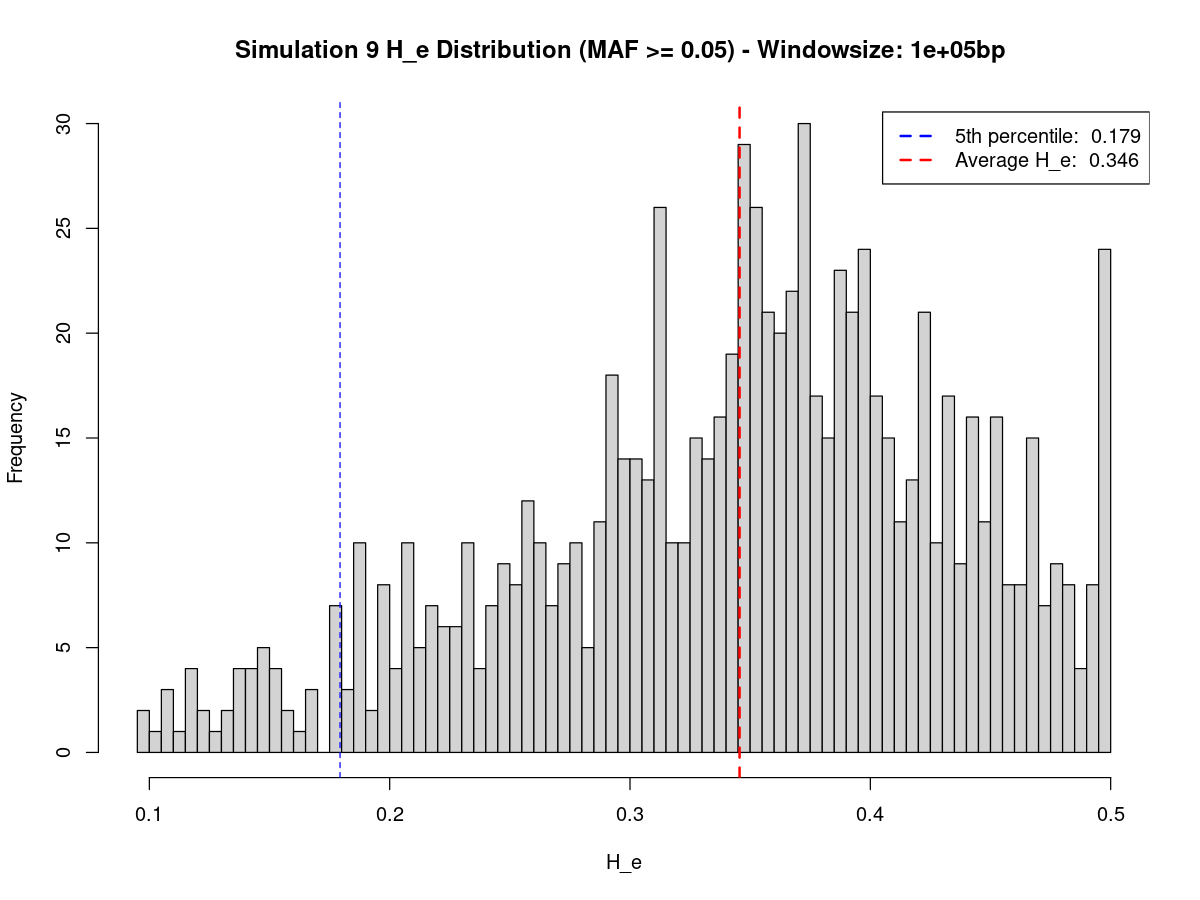 Simulation 9 H_e Distribution (MAF >= 0.05) - Windowsize: 1e+05bp
5th percentile:  0.179
Average H_e:  0.346
Frequency
30
25
20
15
10
5
0
0.1 0.2 0.3 0.4 0.5
H_e